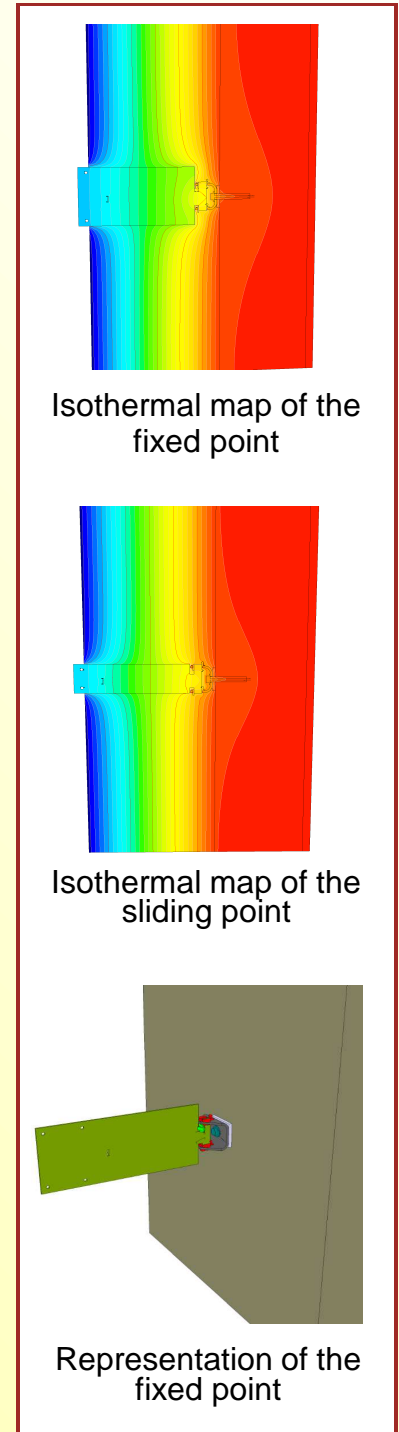 Isothermal map of the
fixed point
Isothermal map of the
sliding point
Representation of the
fixed point